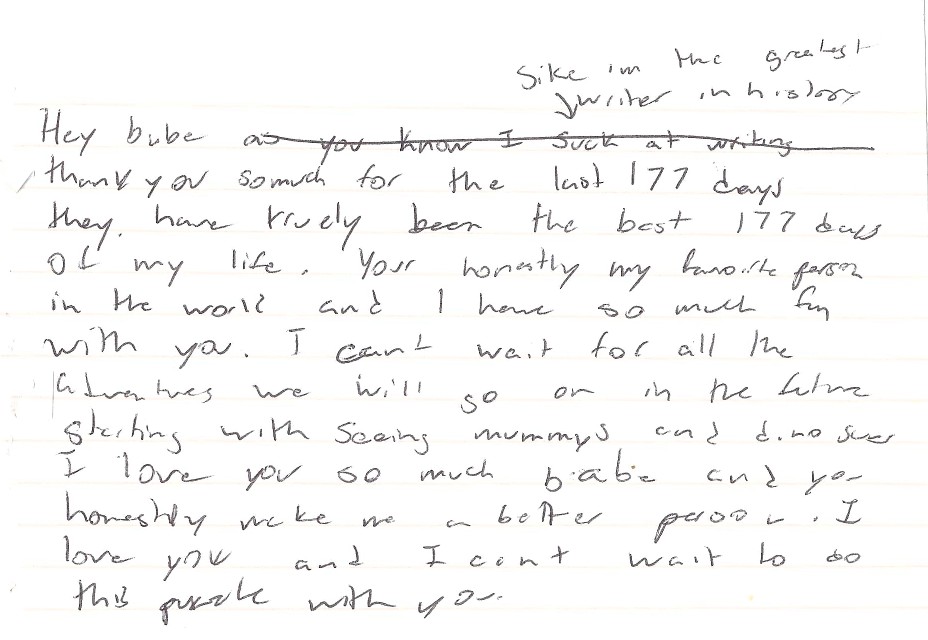 Sike im the greatest
writer in history
Hey bube as you know I suck at writing
thank you somuch for the last 177 days
they have truely been the best 177 days
Of my life. Your honestly my favorite person
in the world and I have so much fun
with you. I cant wait for all the
adventures we will go on in the future
starting with seeing mummys and dinosuer
I love you so much babe and you
honestly make me a better person. I
love you and I cant wait to do
this puzzle with you.